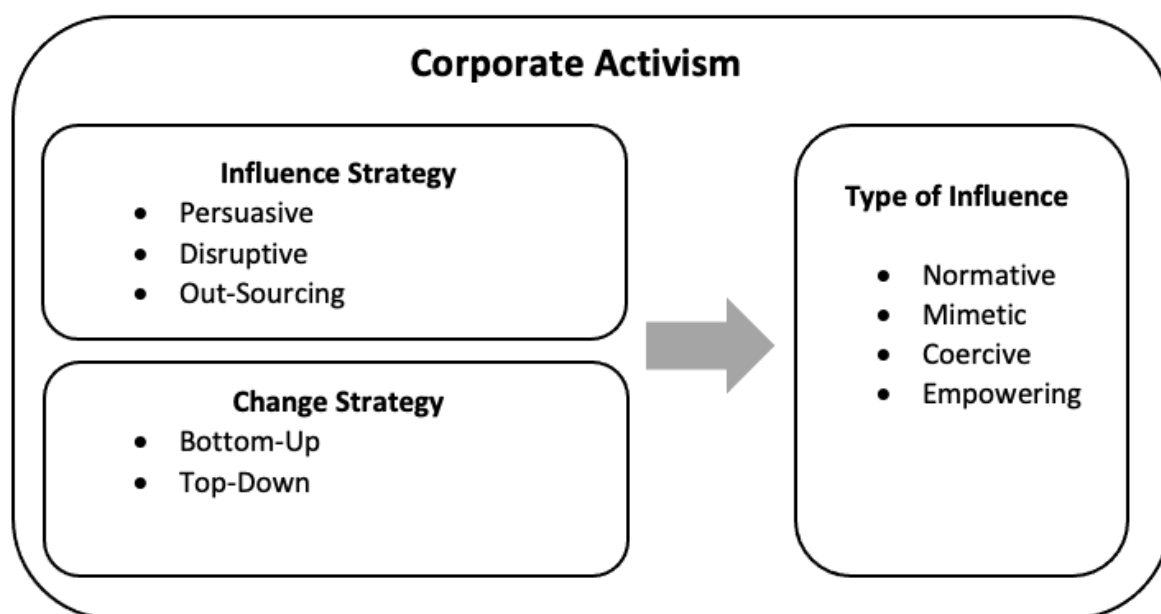 Corporate Activism
Influence Strategy
• Persuasive
• Disruptive
• Out-Sourcing
Change Strategy
• Bottom-Up
• Top-Down
Type of Influence
• Normative
• Mimetic
• Coercive
• Empowering